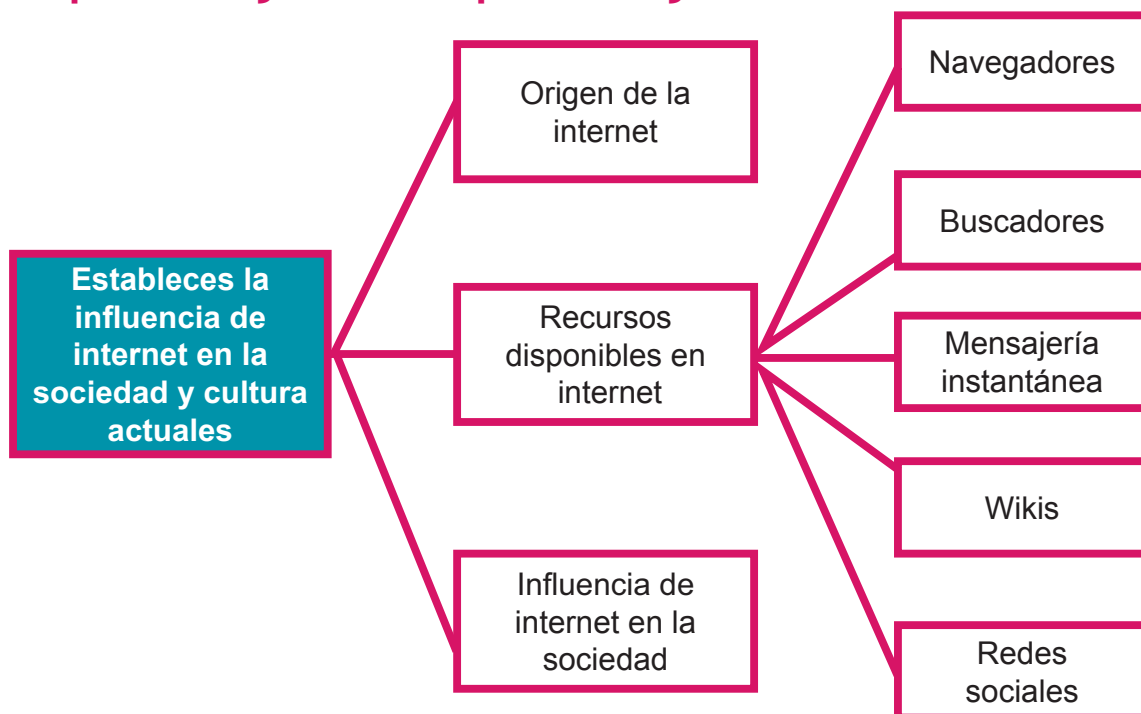 Estableces la
influencia de
internet en la
sociedad y cultura
actuales
Origen de la
internet
Recursos
disponibles en
internet
Influencia de
internet en la
sociedad
Navegadores
Buscadores
Mensajería
instantánea
Wikis
Redes
sociales